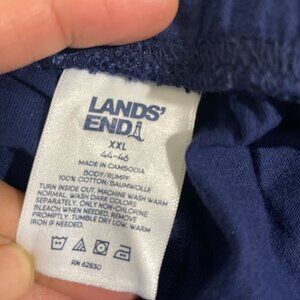 LANDS'
END
XXL
44-46
MADE IN CAMBODIA
BODY/RUMPF
100% COTTON/BAUMWOLLE
TURN INSIDE OUT. MACHINE WASH WARM
NORMAL. WASH DARK COLORS
SEPARATELY. ONLY NON-CHLORINE
BLEACH WHEN NEEDED. REMOVE
PROMPTLY. TUMBLE DRY LOW. WARM
IRON IF NEEDED.
RN 62830